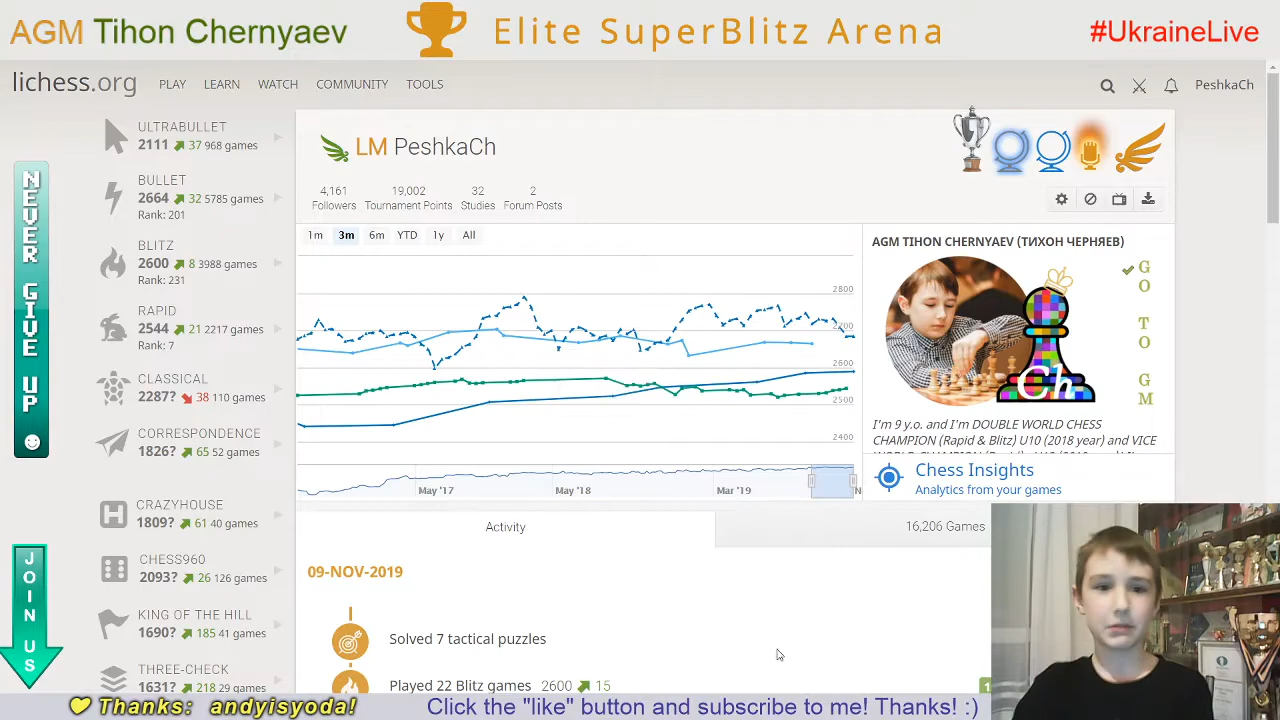 AGM Tihon Chernyaev
Elite SuperBlitz Arena
#UkraineLive
lichess.org PLAY LEARN WATCH COMMUNITY TOOLS PeshkaCh
NEVER GIVE UP
JOIN US
ULTRABULLET
2111 37 968 games
BULLET
2664 32 5785 games
Rank: 201
BLITZ
2600 8 3988 games
Rank: 231
RAPID
2544 21 2217 games
Rank: 7
CLASSICAL
2287? 38 110 games
CORRESPONDENCE
1826? 65 52 games
CRAZYHOUSE
1809? 61 40 games
CHESS960
2093? 26 126 games
KING OF THE HILL
1690? 185 41 games
THREE-CHECK
1631? 218 29 games
LM PeshkaCh
4,161 19,002 32 2
Followers Tournament Points Studies Forum Posts
1m 3m 6m YTD 1y All
2800
2700
2600
2500
2400
May '17 May '18 Mar '19 N
AGM TIHON CHERNYAEV (ТИХОН ЧЕРНЯЕВ)
Ch
GO TO GM
I'm 9 y.o. and I'm DOUBLE WORLD CHESS
CHAMPION (Rapid & Blitz) U10 (2018 year) and VICE
Chess Insights
Analytics from your games
Activity 16,206 Games
09-NOV-2019
Solved 7 tactical puzzles
Played 22 Blitz games 2600 15
Thanks: andyisyoda!
Click the "like" button and subscribe to me! Thanks! :)